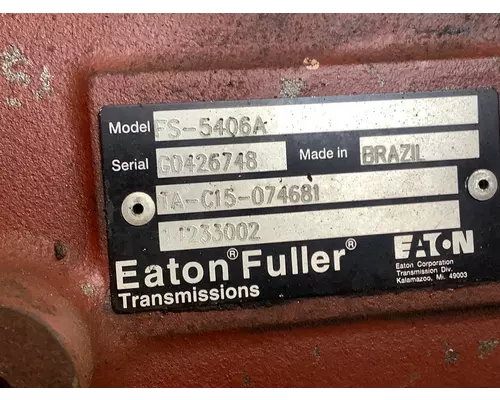 Model FS-5406A
Serial G0426748 Made in BRAZIL
TA-C15-074681
Eaton® Fuller® EATON
Transmissions
Eaton Corporation
Transmission Div.
Kalamazoo, Mi. 49003